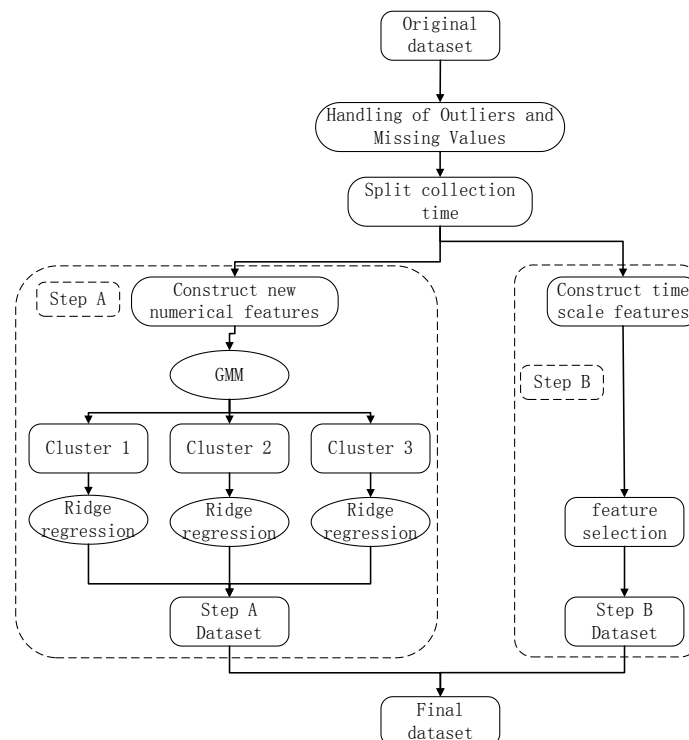 Original
dataset
Handling of Outliers and
Missing Values
Split collection
time
Step A
Construct new
numerical features
Construct time
scale features
GMM
Step B
Cluster 1
Cluster 2
Cluster 3
Ridge
regression
Ridge
regression
Ridge
regression
feature
selection
Step A
Dataset
Step B
Dataset
Final
dataset